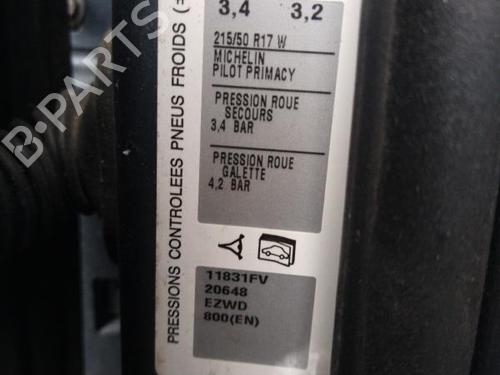 3,4 3,2
215/50 R17 W
MICHELIN
PILOT PRIMACY
PRESSION ROUE
SECOURS
3,4 BAR
PRESSION ROUE
GALETTE
4,2 BAR
PRESSIONS CONTROLEES PNEUS FROIDS (=
11831FV
20648
EZWD
800(EN)
B-PARTS